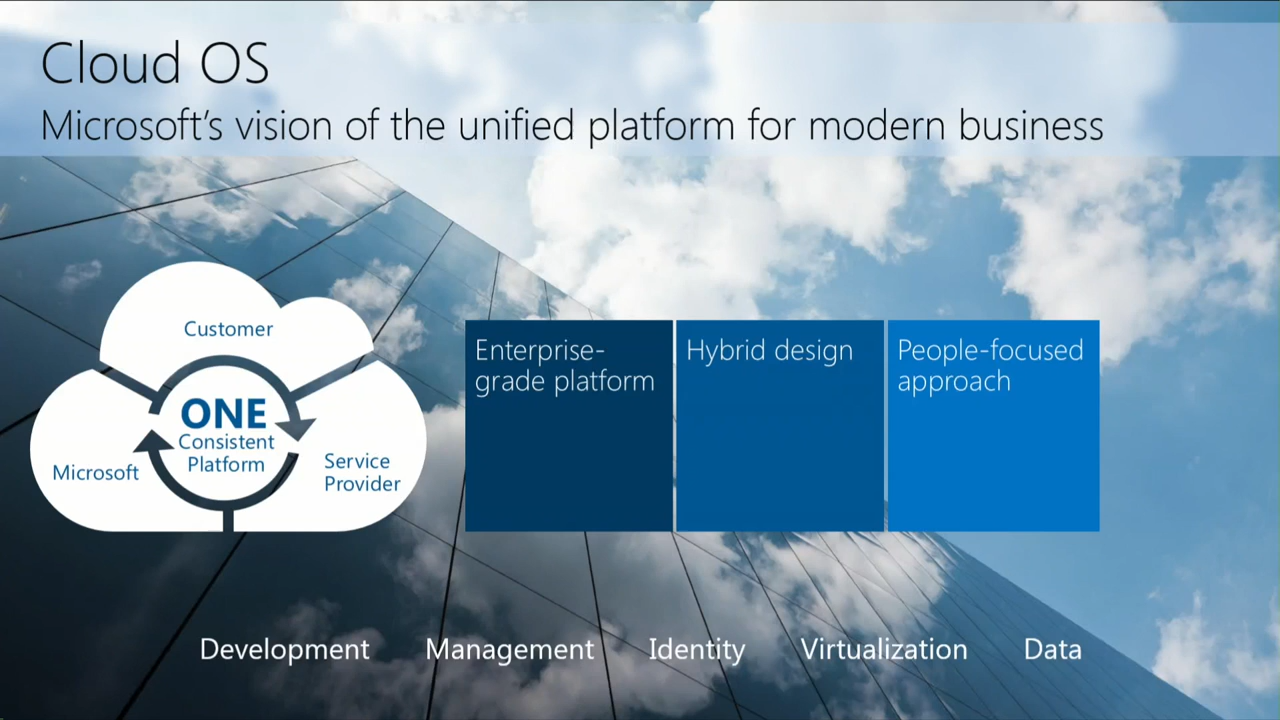 Cloud OS
Microsoft's vision of the unified platform for modern business
Customer
ONE
Consistent
Platform
Microsoft
Service
Provider
Enterprise-
grade platform
Hybrid design
People-focused
approach
Development Management Identity Virtualization Data